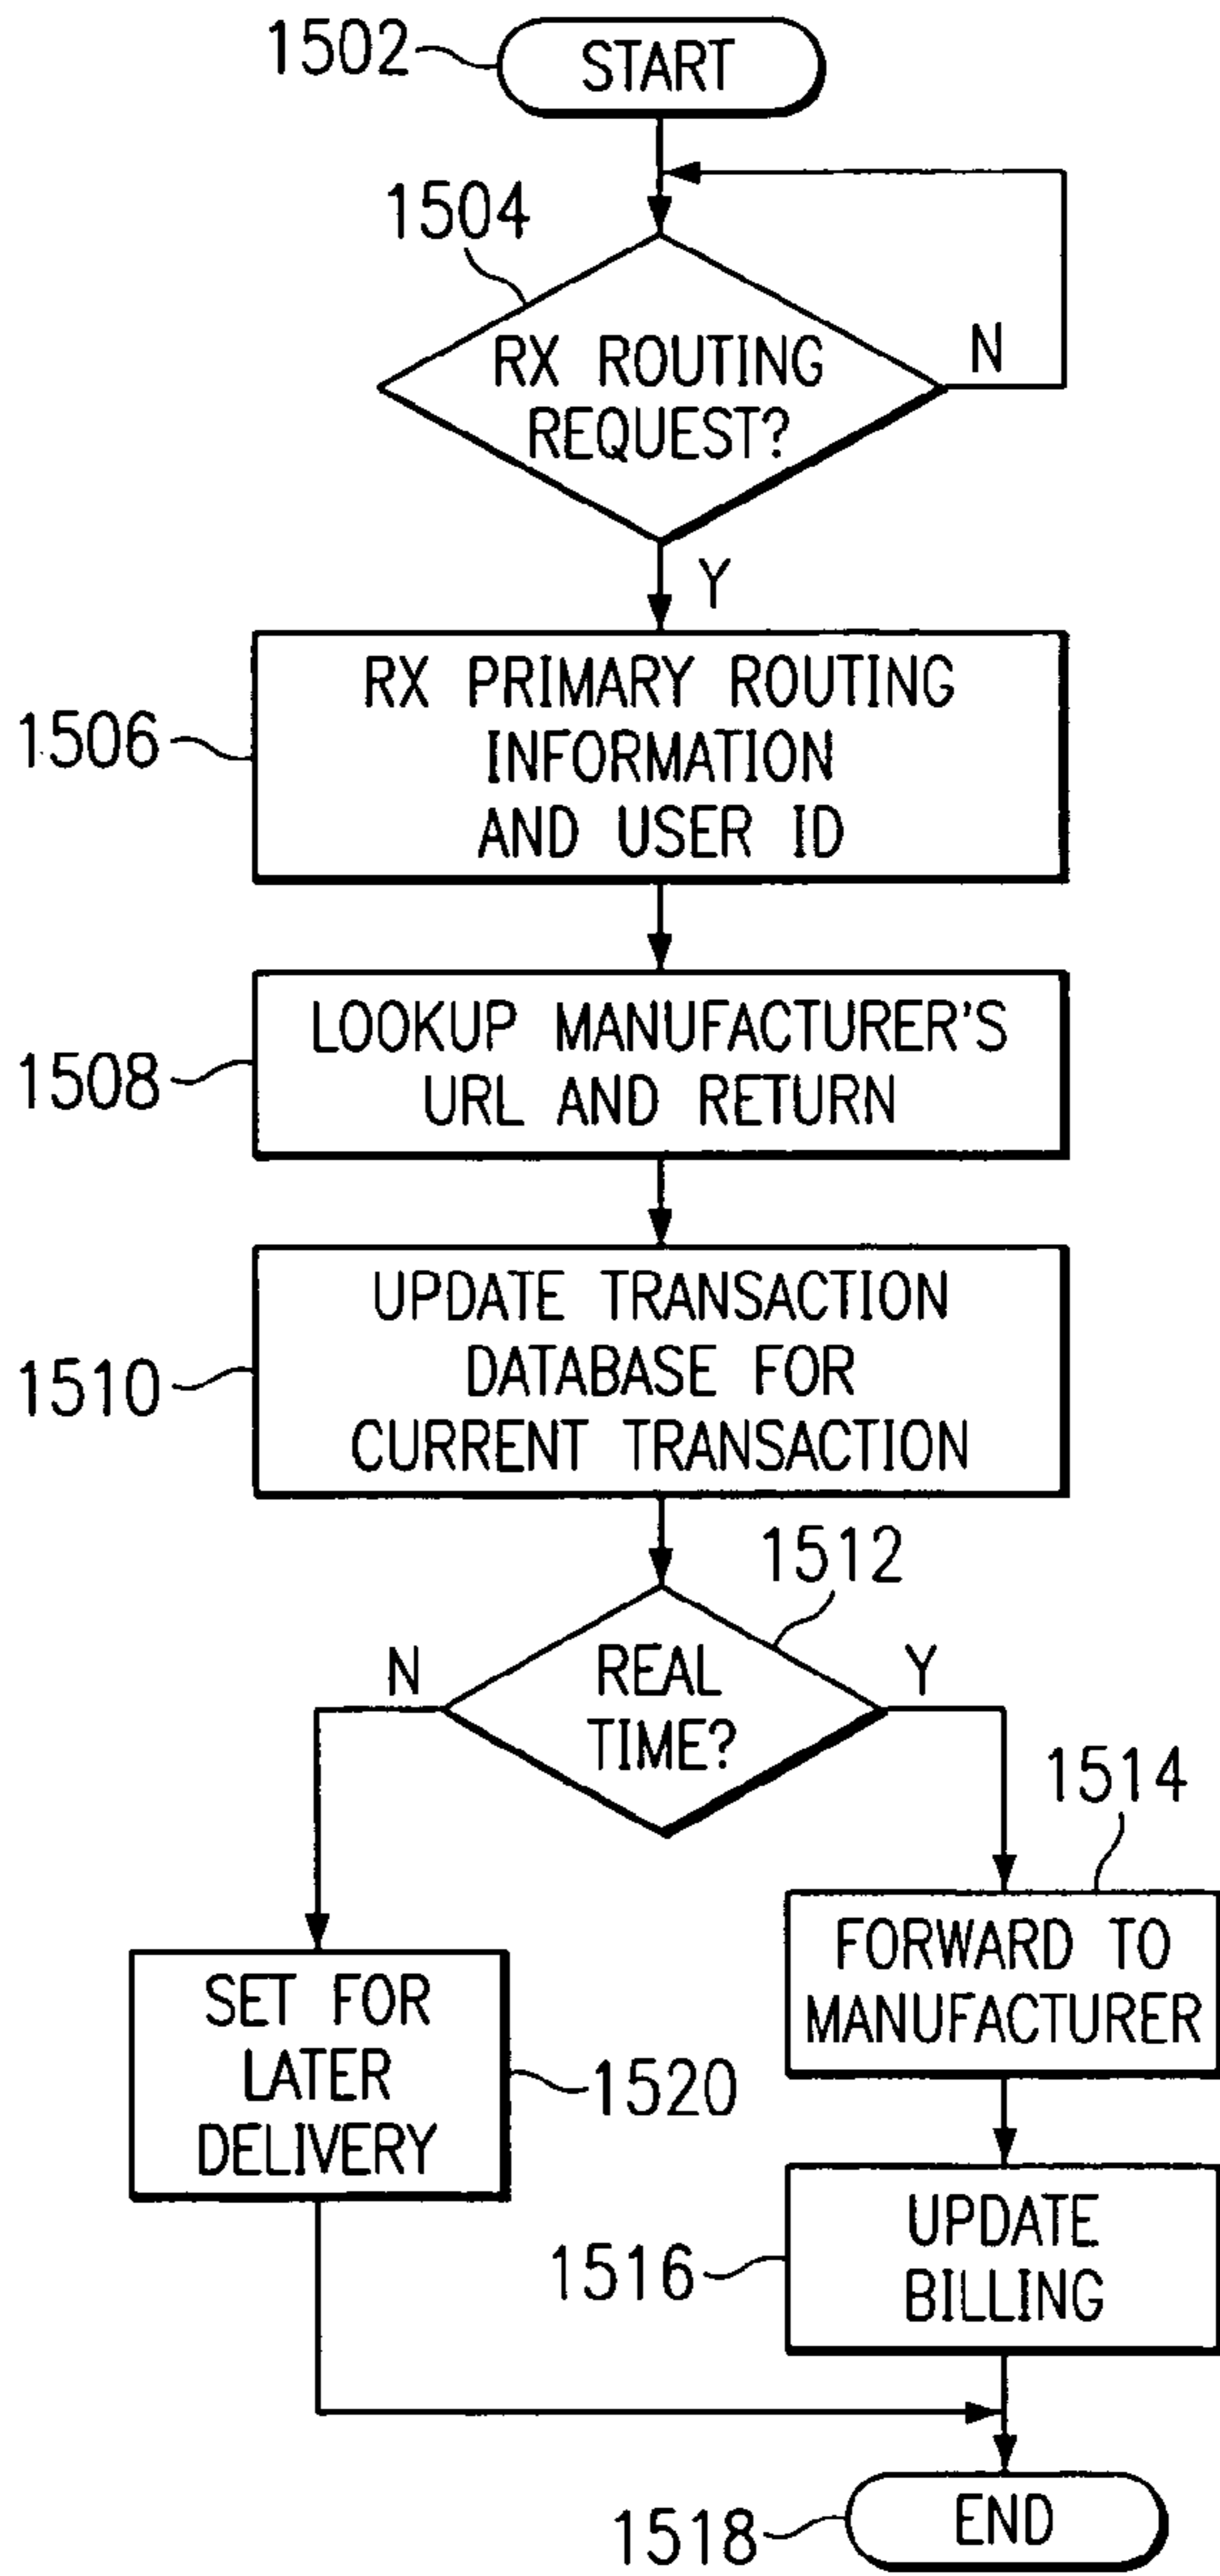 1502
START
1504
RX ROUTING
REQUEST?
N
Y
1506
RX PRIMARY ROUTING
INFORMATION
AND USER ID
1508
LOOKUP MANUFACTURER'S
URL AND RETURN
1510
UPDATE TRANSACTION
DATABASE FOR
CURRENT TRANSACTION
1512
N
REAL
TIME?
Y
1514
FORWARD TO
MANUFACTURER
SET FOR
LATER
DELIVERY
1520
1516
UPDATE
BILLING
1518
END